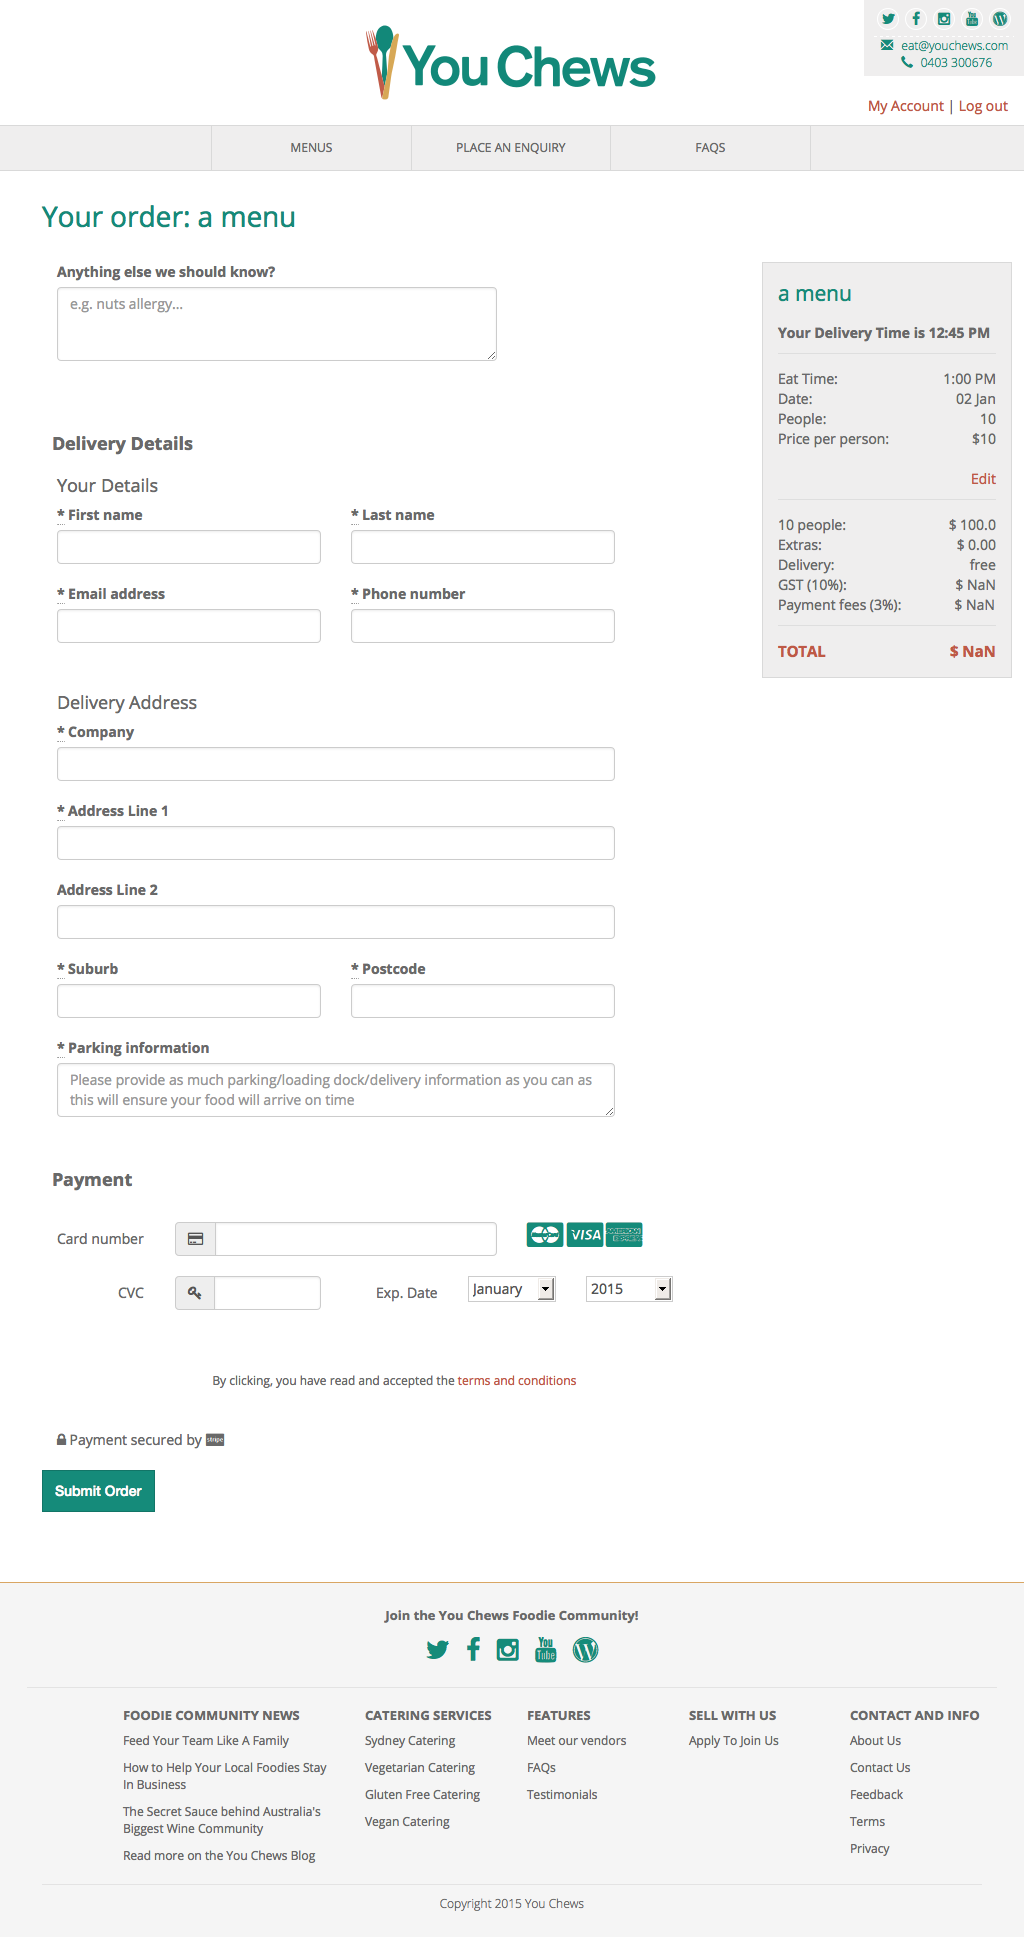 You Chews
eat@youchews.com
0403 300676
My Account | Log out
MENUS
PLACE AN ENQUIRY
FAQS
Your order: a menu
Anything else we should know?
e.g. nuts allergy...
a menu
Your Delivery Time is 12:45 PM
Eat Time: 1:00 PM
Date: 02 Jan
People: 10
Price per person: $10
Edit
10 people: $ 100.0
Extras: $ 0.00
Delivery: free
GST (10%): $ NaN
Payment fees (3%): $ NaN
TOTAL $ NaN
Delivery Details
Your Details
* First name
* Last name
* Email address
* Phone number
Delivery Address
* Company
* Address Line 1
Address Line 2
* Suburb
* Postcode
* Parking information
Please provide as much parking/loading dock/delivery information as you can as
this will ensure your food will arrive on time
Payment
Card number
MasterCard
VISA
AMERICAN
EXPRESS
CVC
Exp. Date
January
2015
By clicking, you have read and accepted the terms and conditions
Payment secured by stripe
Submit Order
Join the You Chews Foodie Community!
You
Tube
FOODIE COMMUNITY NEWS
Feed Your Team Like A Family
How to Help Your Local Foodies Stay
In Business
The Secret Sauce behind Australia's
Biggest Wine Community
Read more on the You Chews Blog
CATERING SERVICES
Sydney Catering
Vegetarian Catering
Gluten Free Catering
Vegan Catering
FEATURES
Meet our vendors
FAQs
Testimonials
SELL WITH US
Apply To Join Us
CONTACT AND INFO
About Us
Contact Us
Feedback
Terms
Privacy
Copyright 2015 You Chews